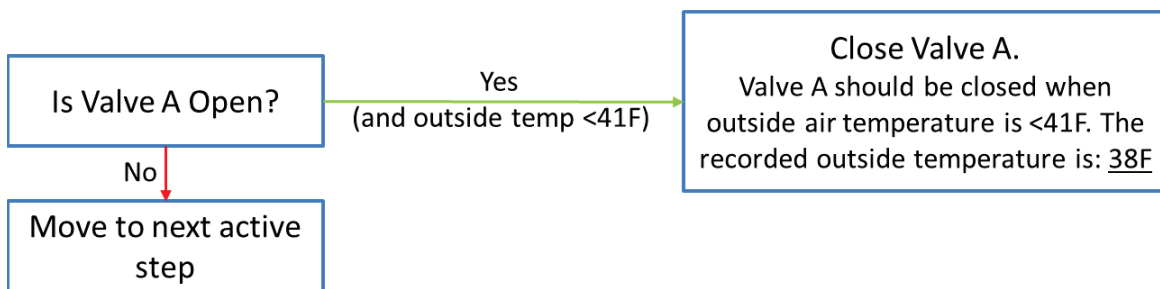 Is Valve A Open?
Yes
(and outside temp <41F)
Close Valve A.
Valve A should be closed when
outside air temperature is <41F. The
recorded outside temperature is: 38F
No
Move to next active
step